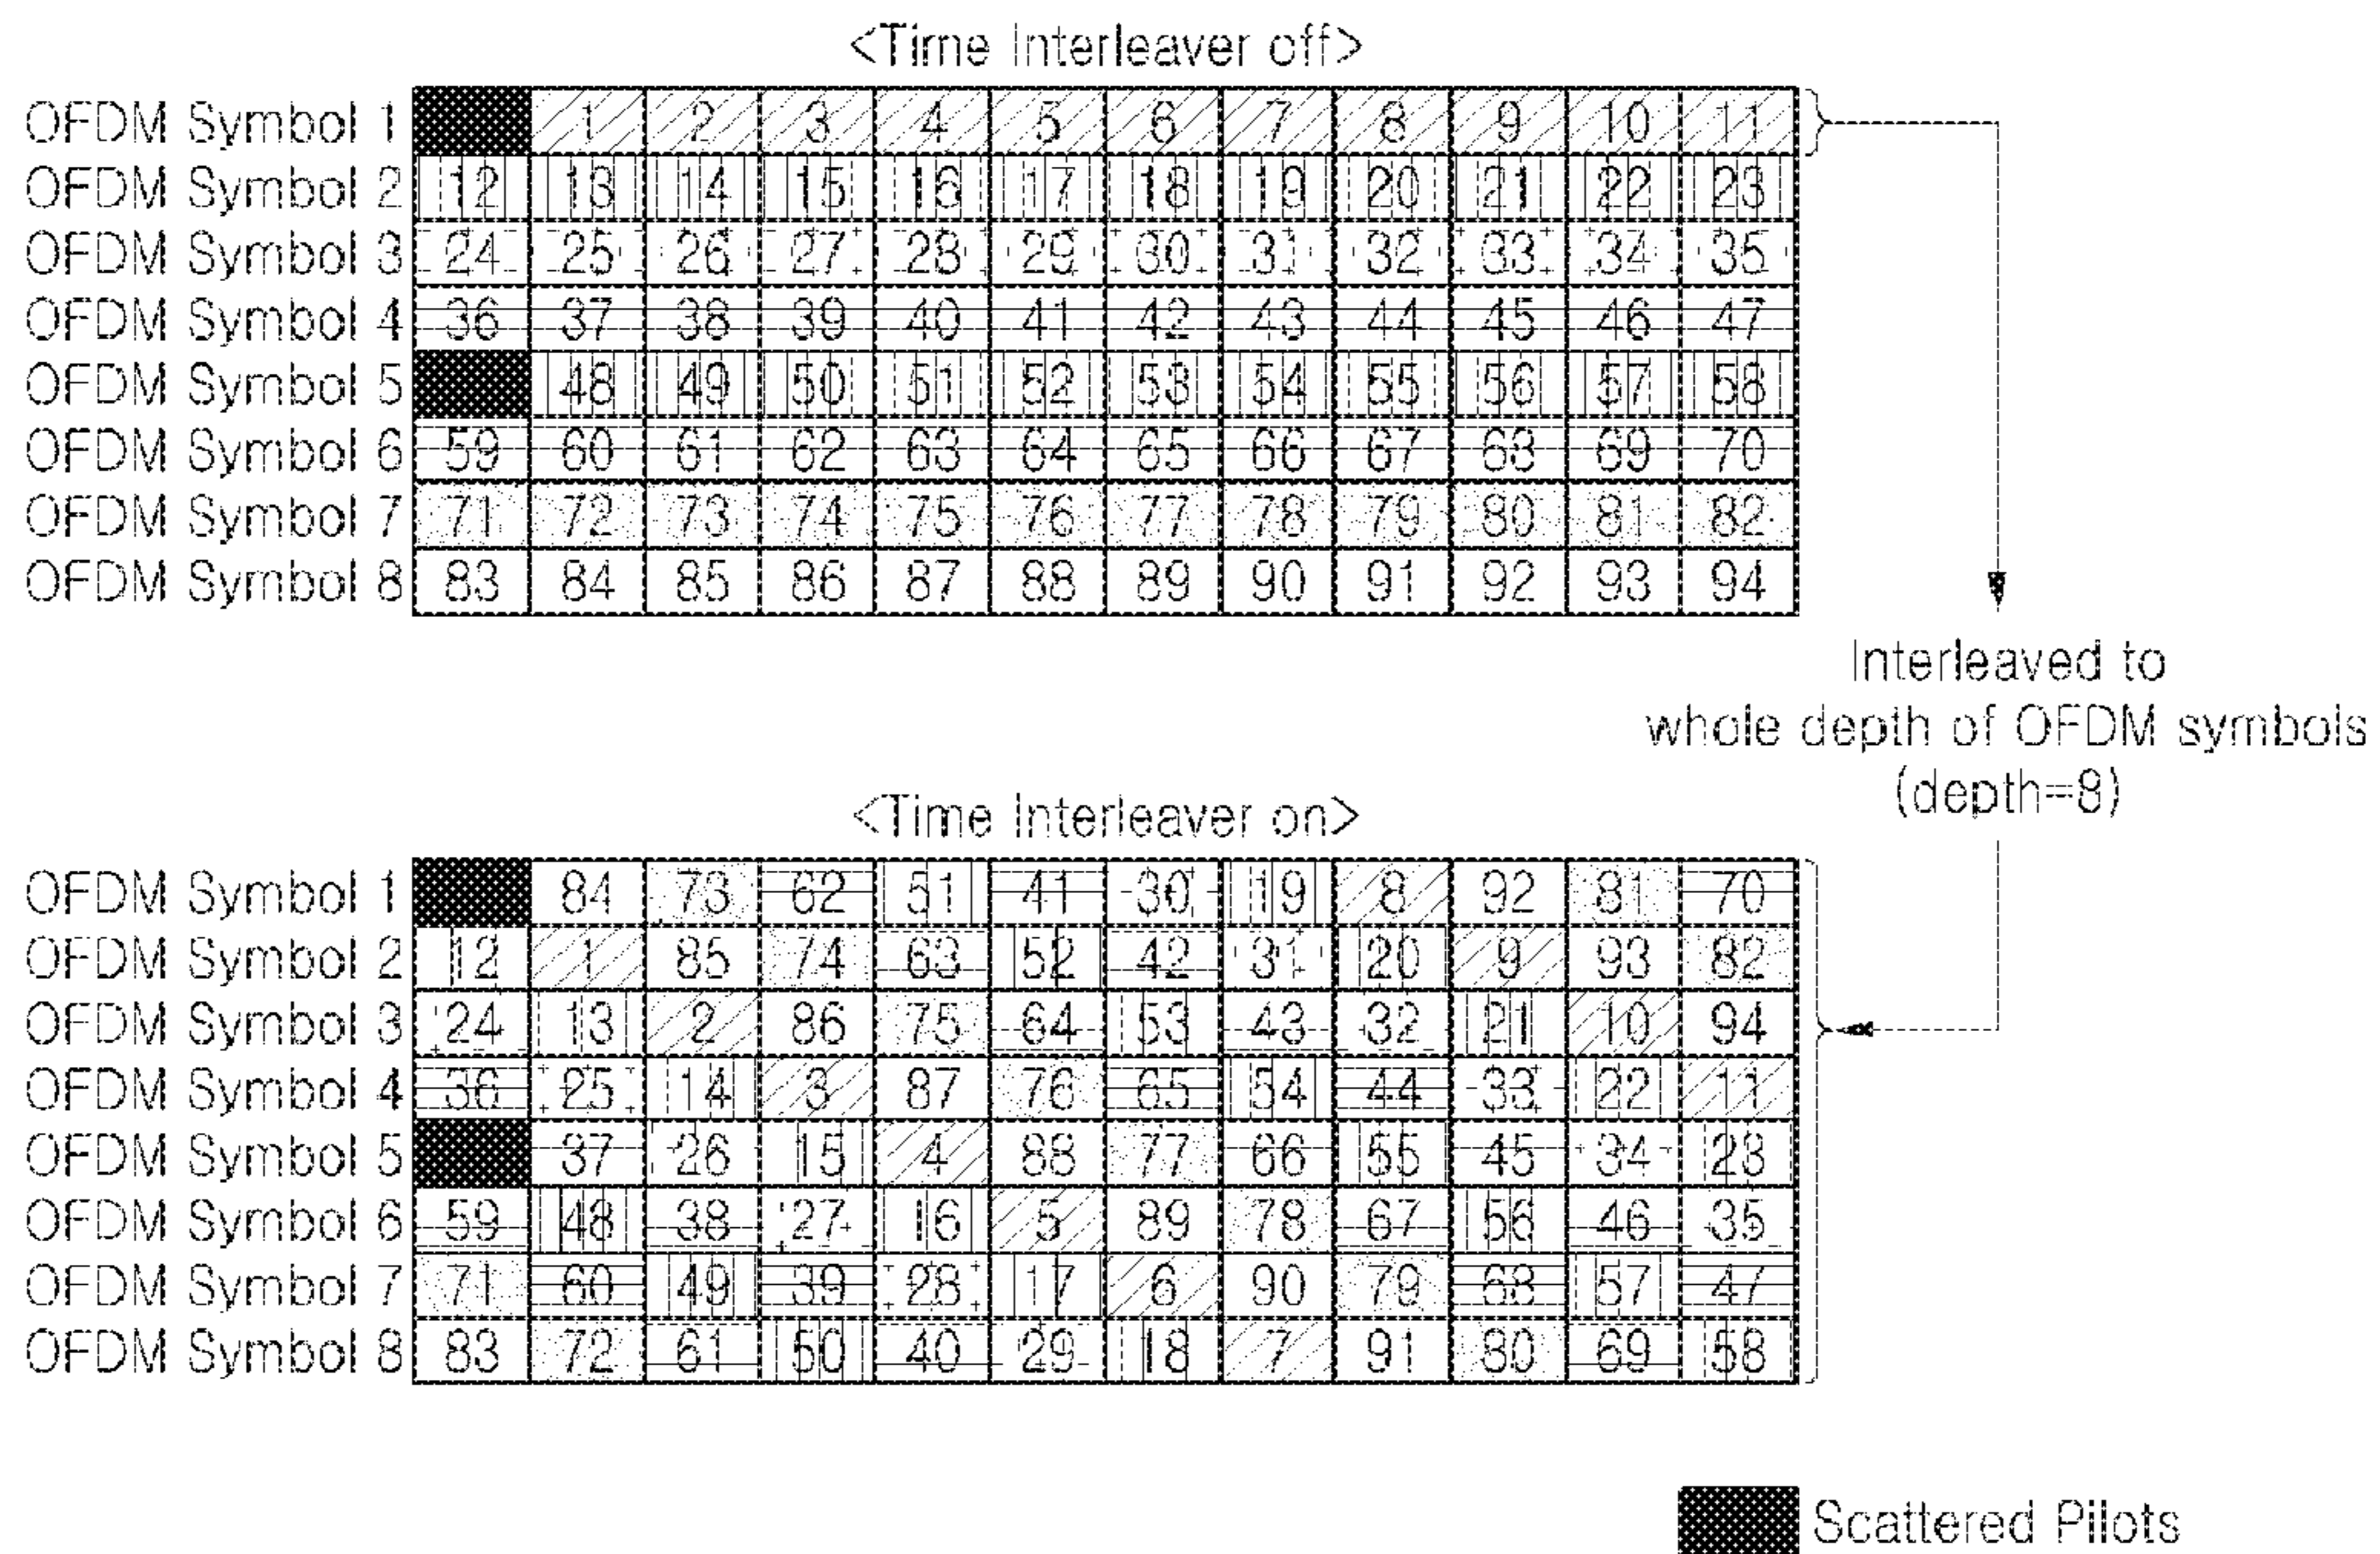 <Time Interleaver off>
OFDM Symbol 1 1 2 3 4 5 6 7 8 9 10 11
OFDM Symbol 2 12 13 14 15 16 17 18 19 20 21 22 23
OFDM Symbol 3 24 25 26 27 28 29 30 31 32 33 34 35
OFDM Symbol 4 36 37 38 39 40 41 42 43 44 45 46 47
OFDM Symbol 5 48 49 50 51 52 53 54 55 56 57 58
OFDM Symbol 6 59 60 61 62 63 64 65 66 67 68 69 70
OFDM Symbol 7 71 72 73 74 75 76 77 78 79 80 81 82
OFDM Symbol 8 83 84 85 86 87 88 89 90 91 92 93 94
Interleaved to
whole depth of OFDM symbols
(depth=8)
<Time Interleaver on>
OFDM Symbol 1 84 73 62 51 41 30 19 8 92 81 70
OFDM Symbol 2 12 1 85 74 63 52 42 31 20 9 93 82
OFDM Symbol 3 24 13 2 86 75 64 53 43 32 21 10 94
OFDM Symbol 4 36 25 14 3 87 76 65 54 44 33 22 11
OFDM Symbol 5 37 26 15 4 88 77 66 55 45 34 23
OFDM Symbol 6 59 48 38 27 16 5 89 78 67 56 46 35
OFDM Symbol 7 71 60 49 39 28 17 6 90 79 68 57 47
OFDM Symbol 8 83 72 61 50 40 29 18 7 91 80 69 58
Scattered Pilots